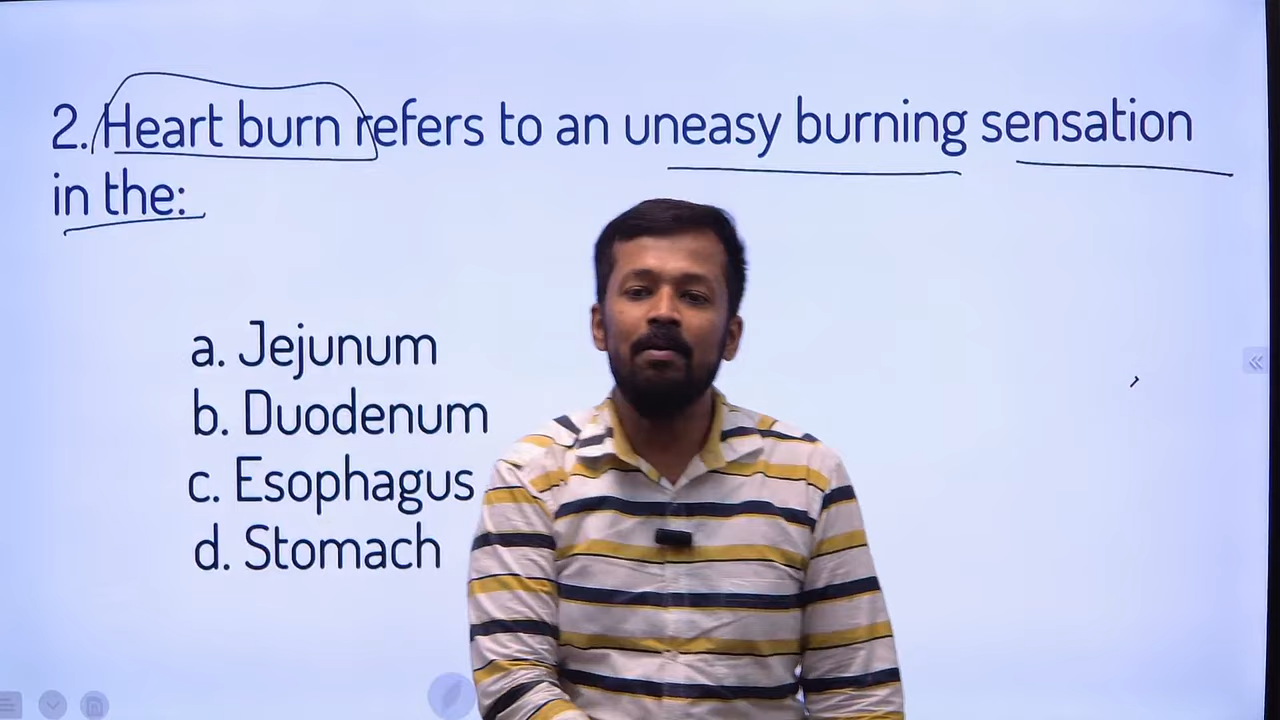 2. Heart burn refers to an uneasy burning sensation
in the:
a. Jejunum
b. Duodenum
c. Esophagus
d. Stomach